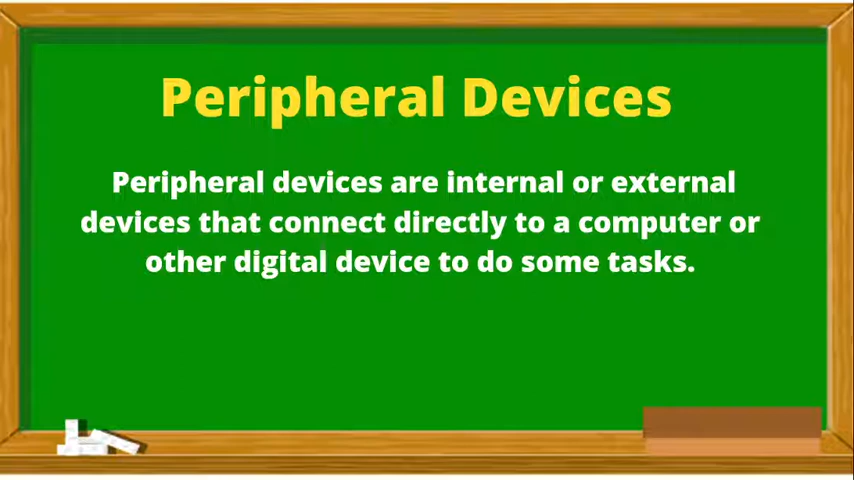 Peripheral Devices
Peripheral devices are internal or external
devices that connect directly to a computer or
other digital device to do some tasks.